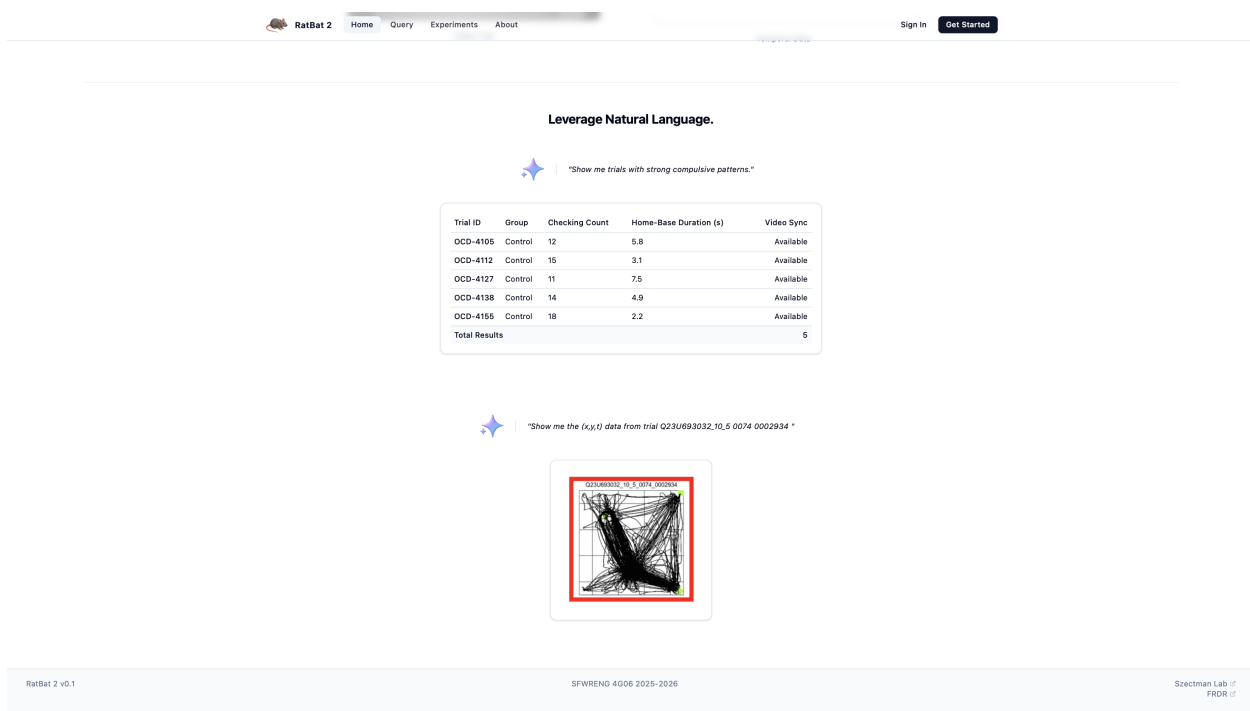 RatBat 2 Home Query Experiments About Sign In Get Started
Leverage Natural Language.
"Show me trials with strong compulsive patterns."
Trial ID Group Checking Count Home-Base Duration (s) Video Sync
OCD-4105 Control 12 5.8 Available
OCD-4112 Control 15 3.1 Available
OCD-4127 Control 11 7.5 Available
OCD-4138 Control 14 4.9 Available
OCD-4155 Control 18 2.2 Available
Total Results 5
"Show me the (x,y,t) data from trial Q23U693032_10_5 0074 0002934 "
Q23U693032_10_5_0074_0002934
RatBat 2 v0.1 SFWRENG 4G06 2025-2026 Szectman Lab
FRDR